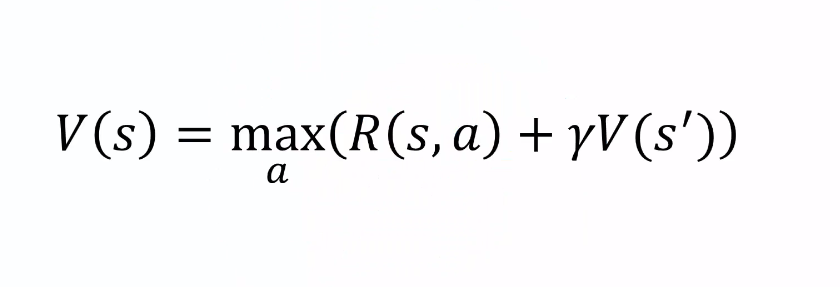 V(s) = max(R(s, a) + γV(s′))
a